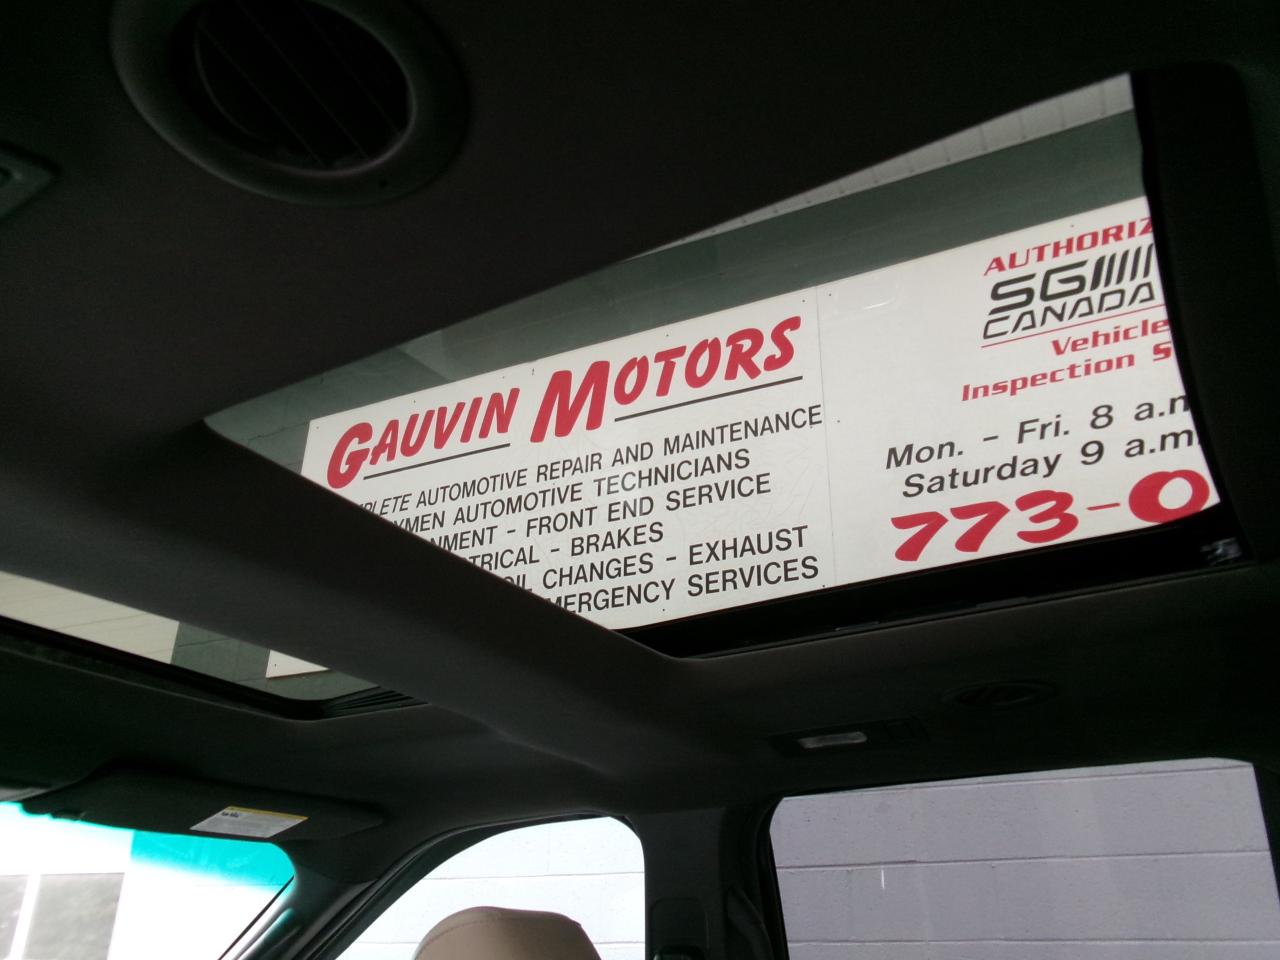 GAUVIN MOTORS
PLETE AUTOMOTIVE REPAIR AND MAINTENANCE
YMEN AUTOMOTIVE TECHNICIANS
NMENT - FRONT END SERVICE
TRICAL - BRAKES
OIL CHANGES - EXHAUST
MERGENCY SERVICES
AUTHORIZ
SGI
CANADA
Vehicle
Inspection S
Mon. - Fri. 8 a.m
Saturday 9 a.m
773-0